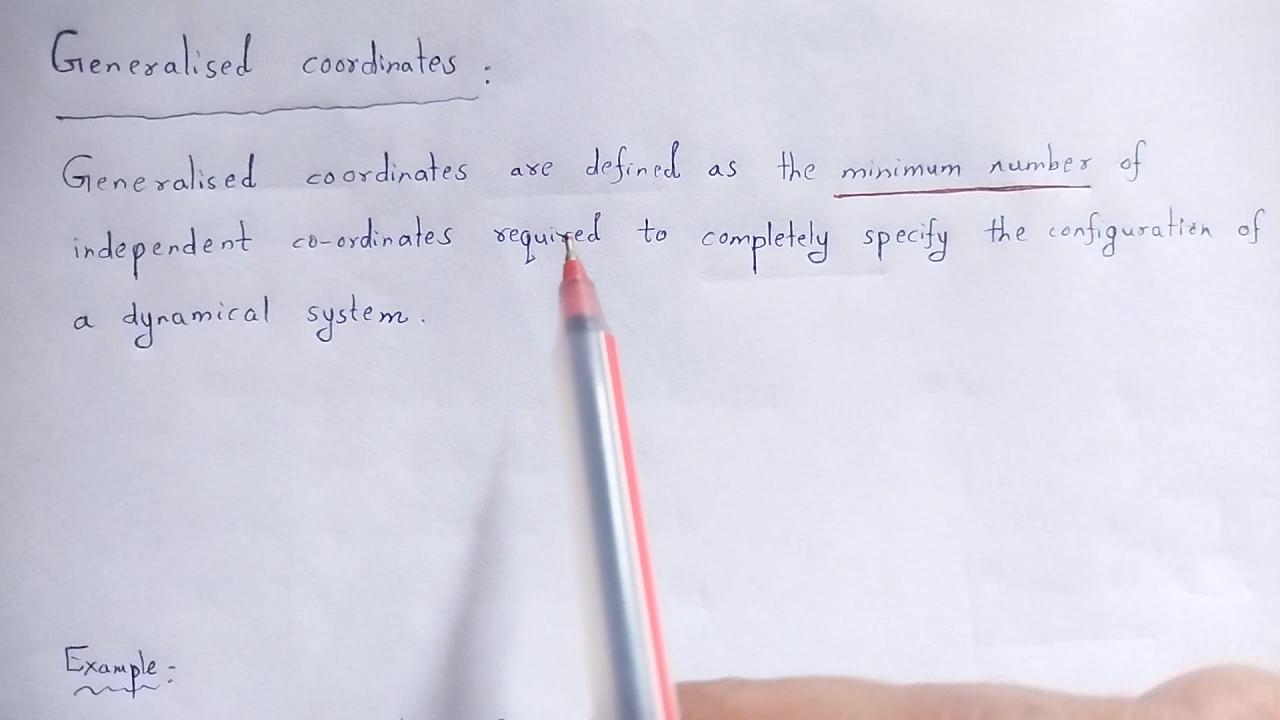 Generalised coordinates :
Generalised coordinates are defined as the minimum number of
independent co-ordinates required to completely specify the configuration of
a dynamical system.
Example :